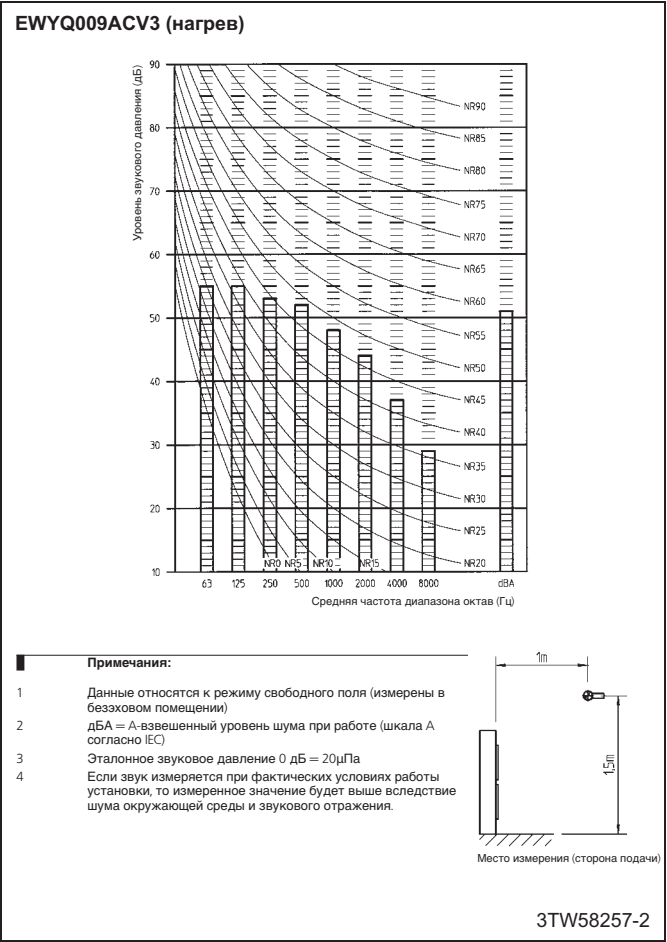 EWYQ009ACV3 (нагрев)
Уровень звукового давления (дБ)
90
80
70
60
50
40
30
20
10
NR90
NR85
NR80
NR75
NR70
NR65
NR60
NR55
NR50
NR45
NR40
NR35
NR30
NR25
NR20
NR0 NR5 NR10 NR15
63 125 250 500 1000 2000 4000 8000 dBA
Средняя частота диапазона октав (Гц)
Примечания:
1 Данные относятся к режиму свободного поля (измерены в
безэховом помещении)
2 дБА = А-взвешенный уровень шума при работе (шкала А
согласно IEC)
3 Эталонное звуковое давление 0 дБ = 20µПа
4 Если звук измеряется при фактических условиях работы
установки, то измеренное значение будет выше вследствие
шума окружающей среды и звукового отражения.
1m
1,5m
Место измерения (сторона подачи)
3TW58257-2